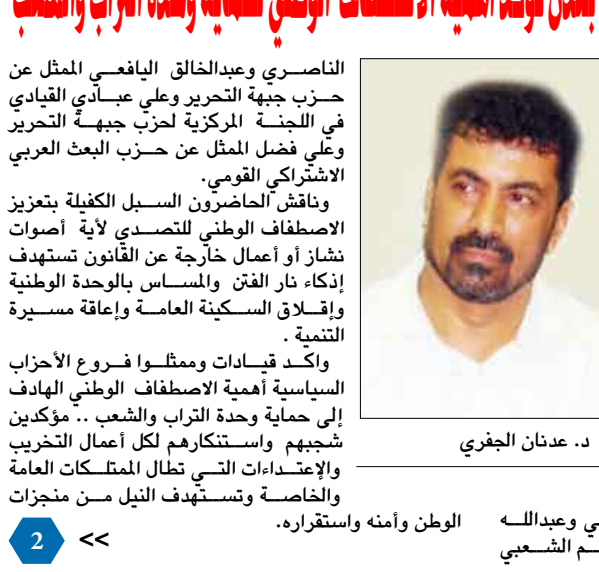 الناصري وعبدالخالق اليافعي الممثل عن
حزب جبهة التحرير وعلي عبادي القيادي
في اللجنة المركزية لحزب جبهة التحرير
وعلي فضل الممثل عن حزب البعث العربي
الاشتراكي القومي.
وناقش الحاضرون السبل الكفيلة بتعزيز
الاصطفاف الوطني للتصدي لأية أصوات
نشاز أو أعمال خارجة عن القانون تستهدف
إذكاء نار الفتن والمساس بالوحدة الوطنية
وإقلاق السكينة العامة وإعاقة مسيرة
التنمية .
واكد قيادات وممثلوا فروع الأحزاب
السياسية أهمية الاصطفاف الوطني الهادف
إلى حماية وحدة التراب والشعب .. مؤكدين
شجبهم واستنكارهم لكل أعمال التخريب
والإعتداءات التي تطال الممتلكات العامة
والخاصة وتستهدف النيل من منجزات
الوطن وأمنه واستقراره.
د. عدنان الجفري
ي وعبدالله
م الشعبي
>> 2